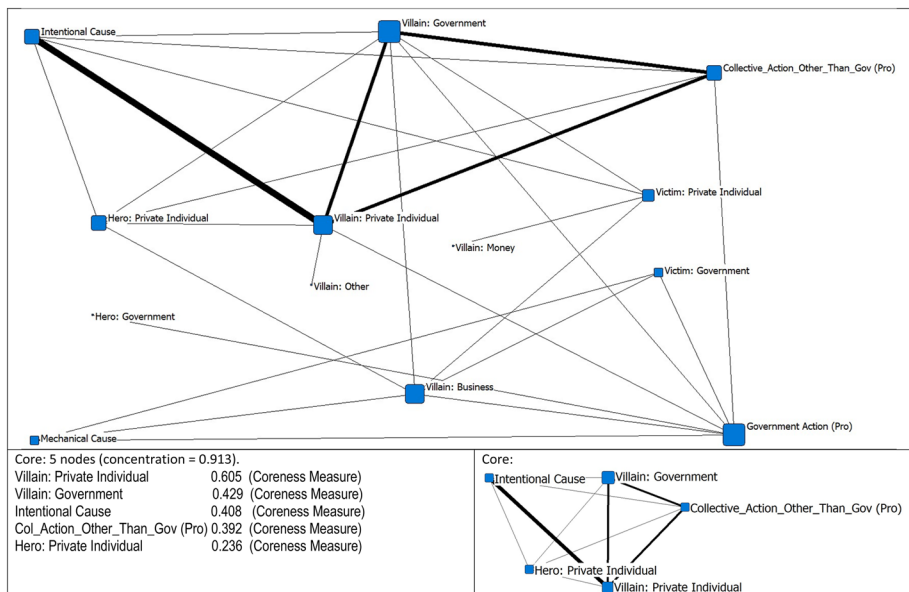 Intentional Cause
Villain: Government
Collective_Action_Other_Than_Gov (Pro)
Victim: Private Individual
Hero: Private Individual
Villain: Private Individual
Villain: Money
Victim: Government
Villain: Other
Hero: Government
Villain: Business
Government Action (Pro)
Mechanical Cause
Core: 5 nodes (concentration = 0.913).
Villain: Private Individual 0.605 (Coreness Measure)
Villain: Government 0.429 (Coreness Measure)
Intentional Cause 0.408 (Coreness Measure)
Col_Action_Other_Than_Gov (Pro) 0.392 (Coreness Measure)
Hero: Private Individual 0.236 (Coreness Measure)
Core:
Intentional Cause
Villain: Government
Collective_Action_Other_Than_Gov (Pro)
Hero: Private Individual
Villain: Private Individual